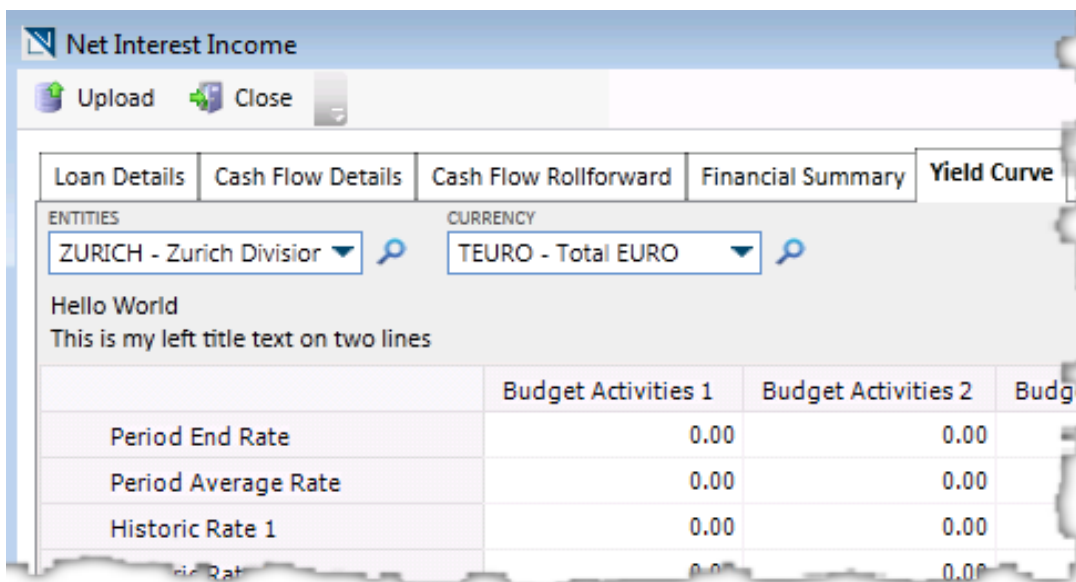 Net Interest Income
Upload Close
Loan Details Cash Flow Details Cash Flow Rollforward Financial Summary Yield Curve
ENTITIES CURRENCY
ZURICH - Zurich Division TEURO - Total EURO
Hello World
This is my left title text on two lines
Budget Activities 1 Budget Activities 2
Period End Rate 0.00 0.00
Period Average Rate 0.00 0.00
Historic Rate 1 0.00 0.00